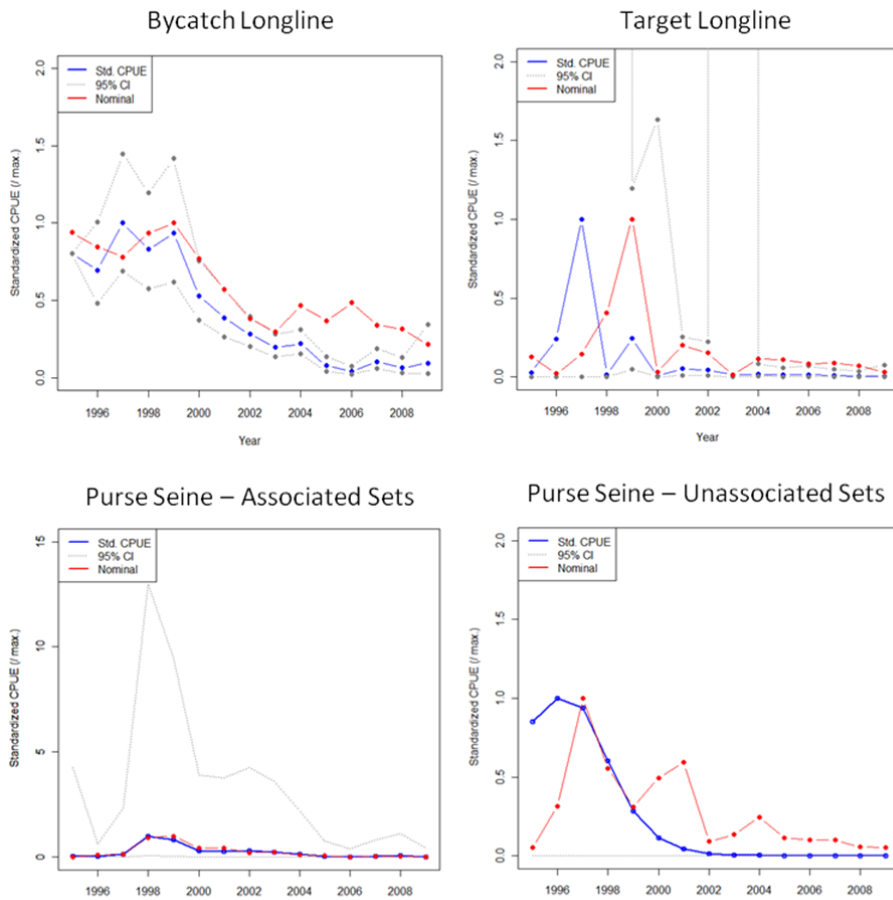 Bycatch Longline
Target Longline
Std. CPUE
95% CI
Nominal
Standardized CPUE (/ max.)
2.0
1.5
1.0
0.5
0.0
1996 1998 2000 2002 2004 2006 2008
Year
Std. CPUE
95% CI
Nominal
Standardized CPUE (/ max.)
2.0
1.5
1.0
0.5
0.0
1996 1998 2000 2002 2004 2006 2008
Year
Purse Seine – Associated Sets
Purse Seine – Unassociated Sets
Std. CPUE
95% CI
Nominal
Standardized CPUE (/ max.)
15
10
5
0
1996 1998 2000 2002 2004 2006 2008
Std. CPUE
95% CI
Nominal
Standardized CPUE (/ max.)
2.0
1.5
1.0
0.5
0.0
1996 1998 2000 2002 2004 2006 2008